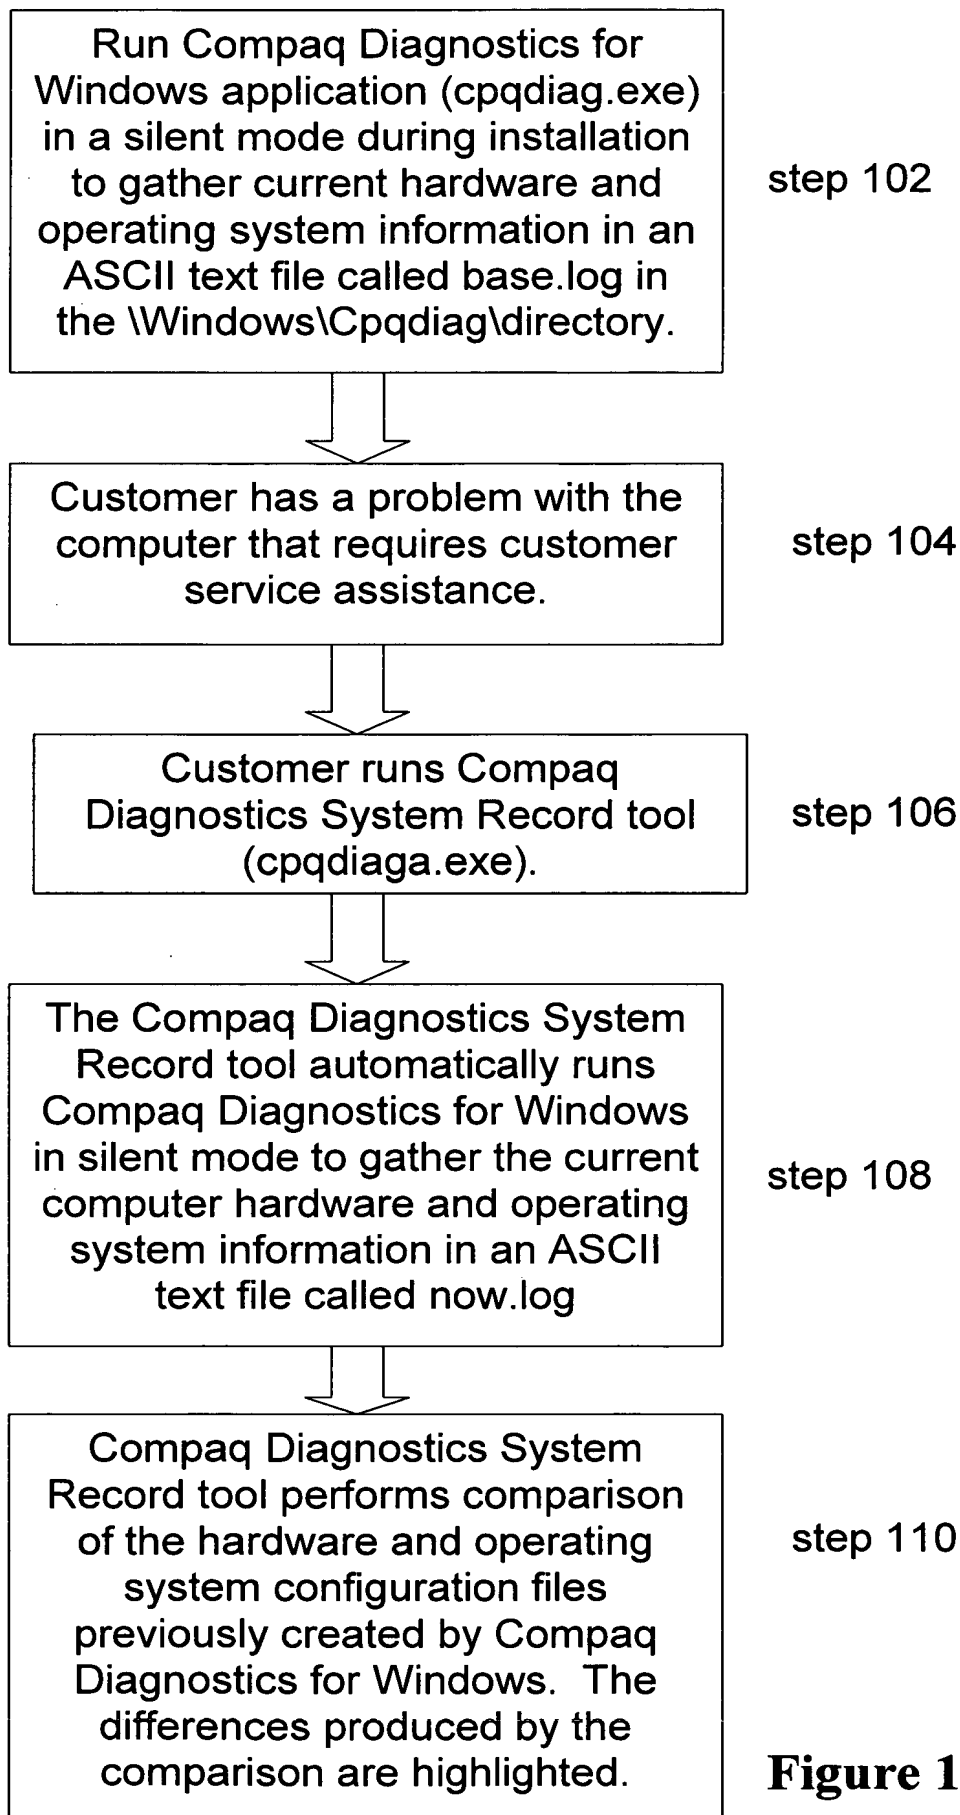 Run Compaq Diagnostics for
Windows application (cpqdiag.exe)
in a silent mode during installation
to gather current hardware and
operating system information in an
ASCII text file called base.log in
the \Windows\Cpqdiag\directory.
step 102
Customer has a problem with the
computer that requires customer
service assistance.
step 104
Customer runs Compaq
Diagnostics System Record tool
(cpqdiaga.exe).
step 106
The Compaq Diagnostics System
Record tool automatically runs
Compaq Diagnostics for Windows
in silent mode to gather the current
computer hardware and operating
system information in an ASCII
text file called now.log
step 108
Compaq Diagnostics System
Record tool performs comparison
of the hardware and operating
system configuration files
previously created by Compaq
Diagnostics for Windows.  The
differences produced by the
comparison are highlighted.
step 110
Figure 1